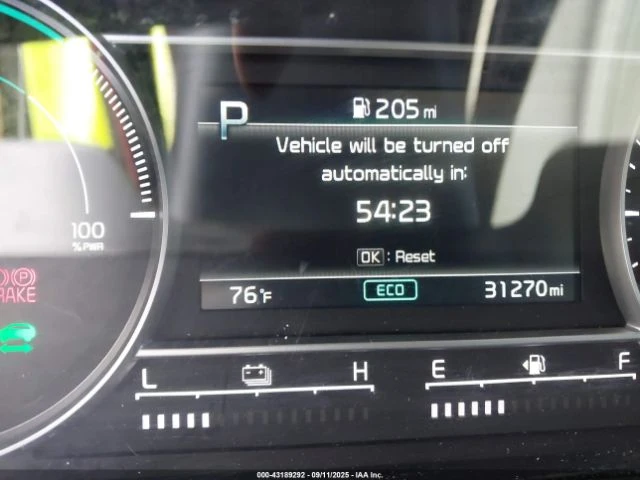 P
205 mi
Vehicle will be turned off
automatically in:
54:23
OK : Reset
76°F
ECO
31270 mi
100
% PWR
P
L
H
E
F
000-43189292 - 09/11/2025 - IAA Inc.